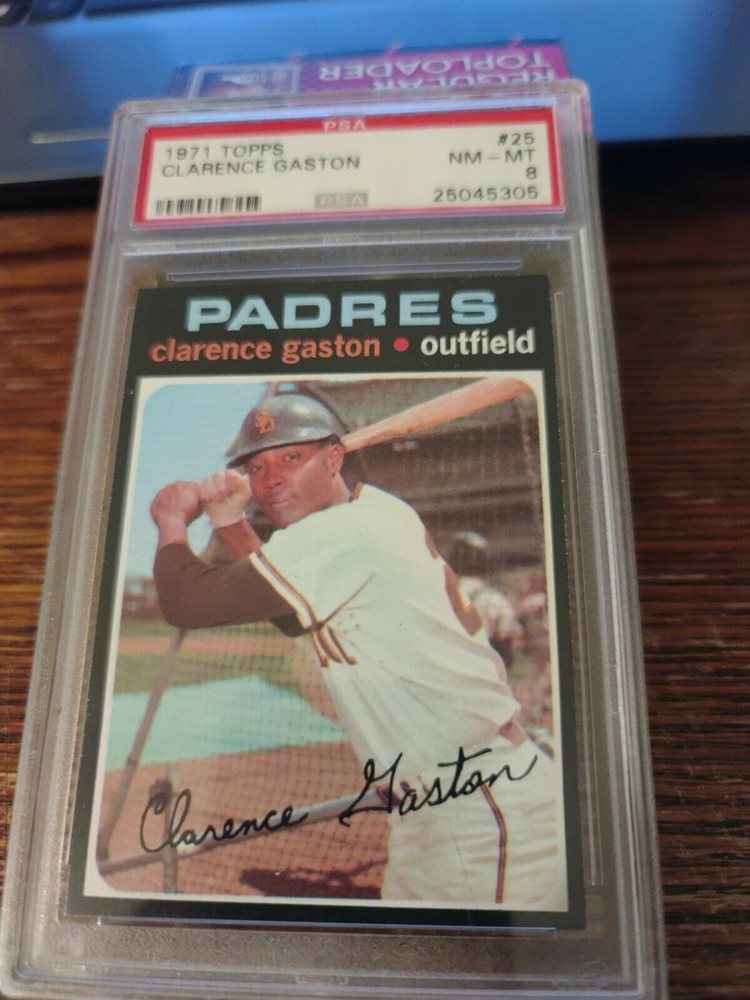 REGULAR
TOPLOADER
PSA
1971 TOPPS #25
CLARENCE GASTON NM - MT
8
PSA 25045305
PADRES
clarence gaston • outfield
SD
Clarence Gaston